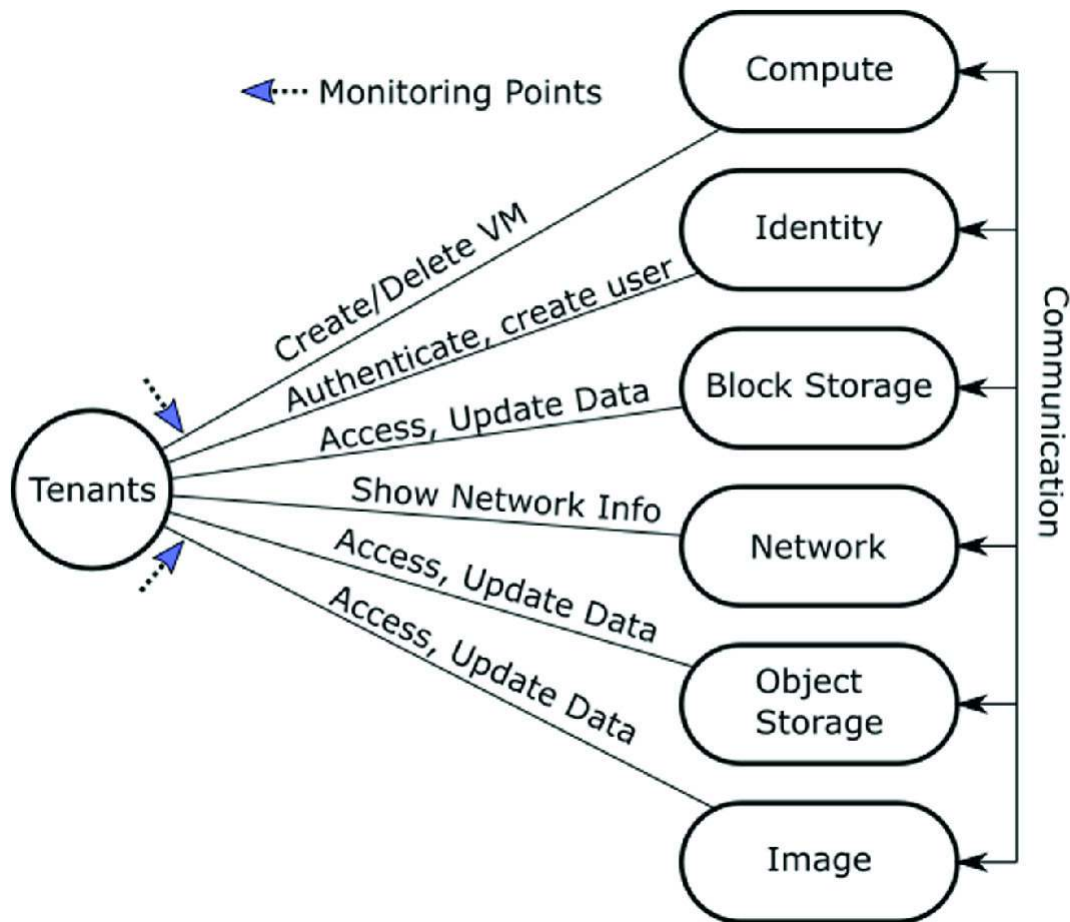 Monitoring Points
Compute
Identity
Block Storage
Network
Object
Storage
Image
Tenants
Create/Delete VM
Authenticate, create user
Access, Update Data
Show Network Info
Access, Update Data
Access, Update Data
Communication